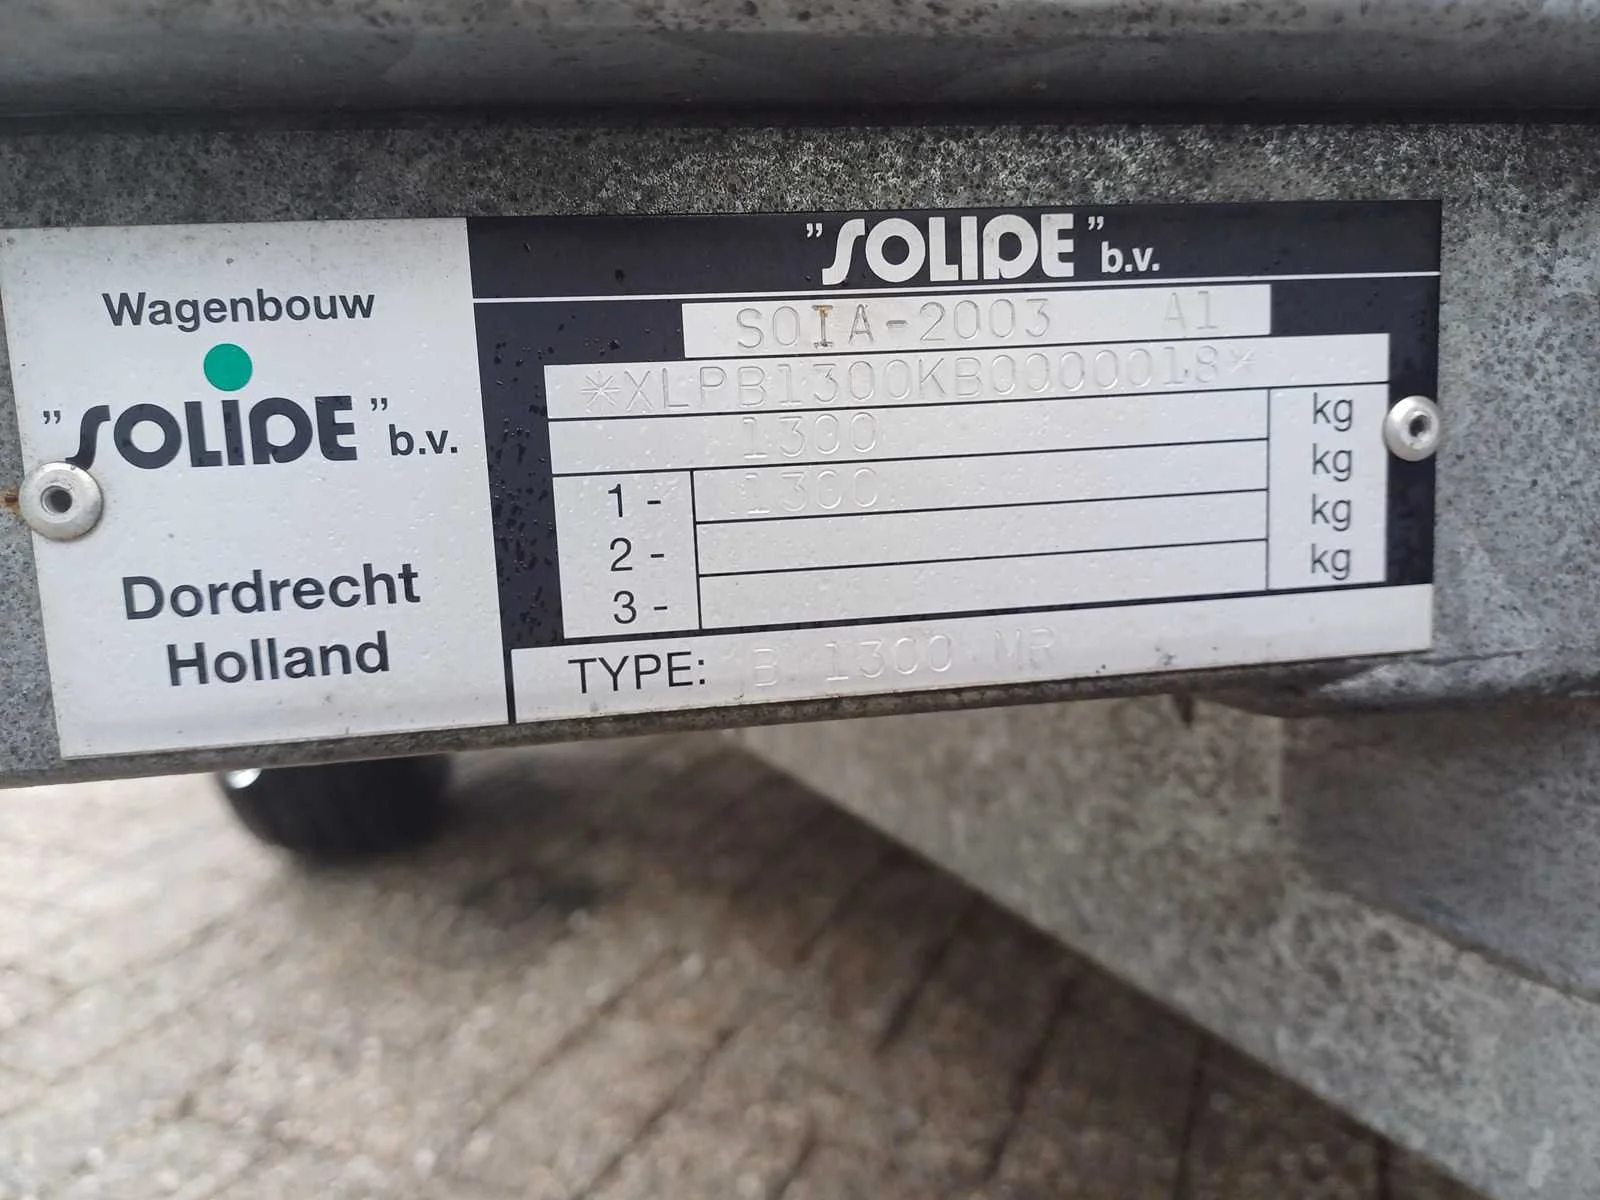 Wagenbouw
"SOLIDE" b.v.
Dordrecht
Holland
"SOLIDE" b.v.
SOIA-2003 A1
*XLPB1300KB0000018*
1300 kg
1 - 1300 kg
2 - kg
3 - kg
TYPE: B 1300 MR